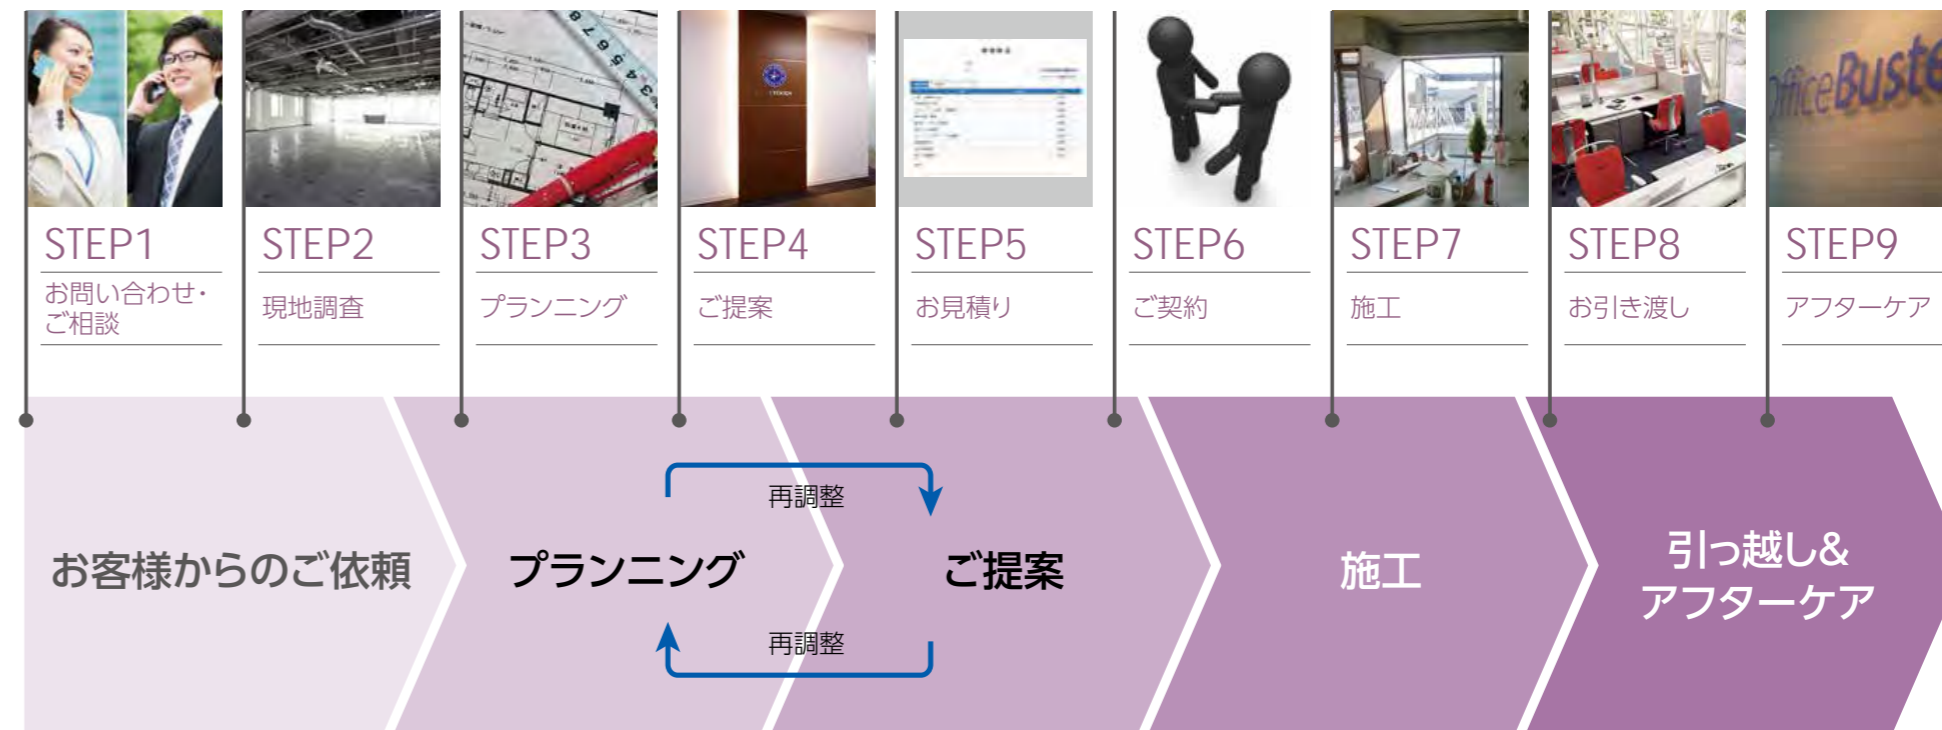 STEP1
お問い合わせ・
ご相談
STEP2
現地調査
STEP3
プランニング
STEP4
ご提案
STEP5
お見積り
STEP6
ご契約
STEP7
施工
STEP8
お引き渡し
STEP9
アフターケア
お客様からのご依頼
プランニング
再調整
再調整
ご提案
施工
引っ越し&
アフターケア
OfficeBuste